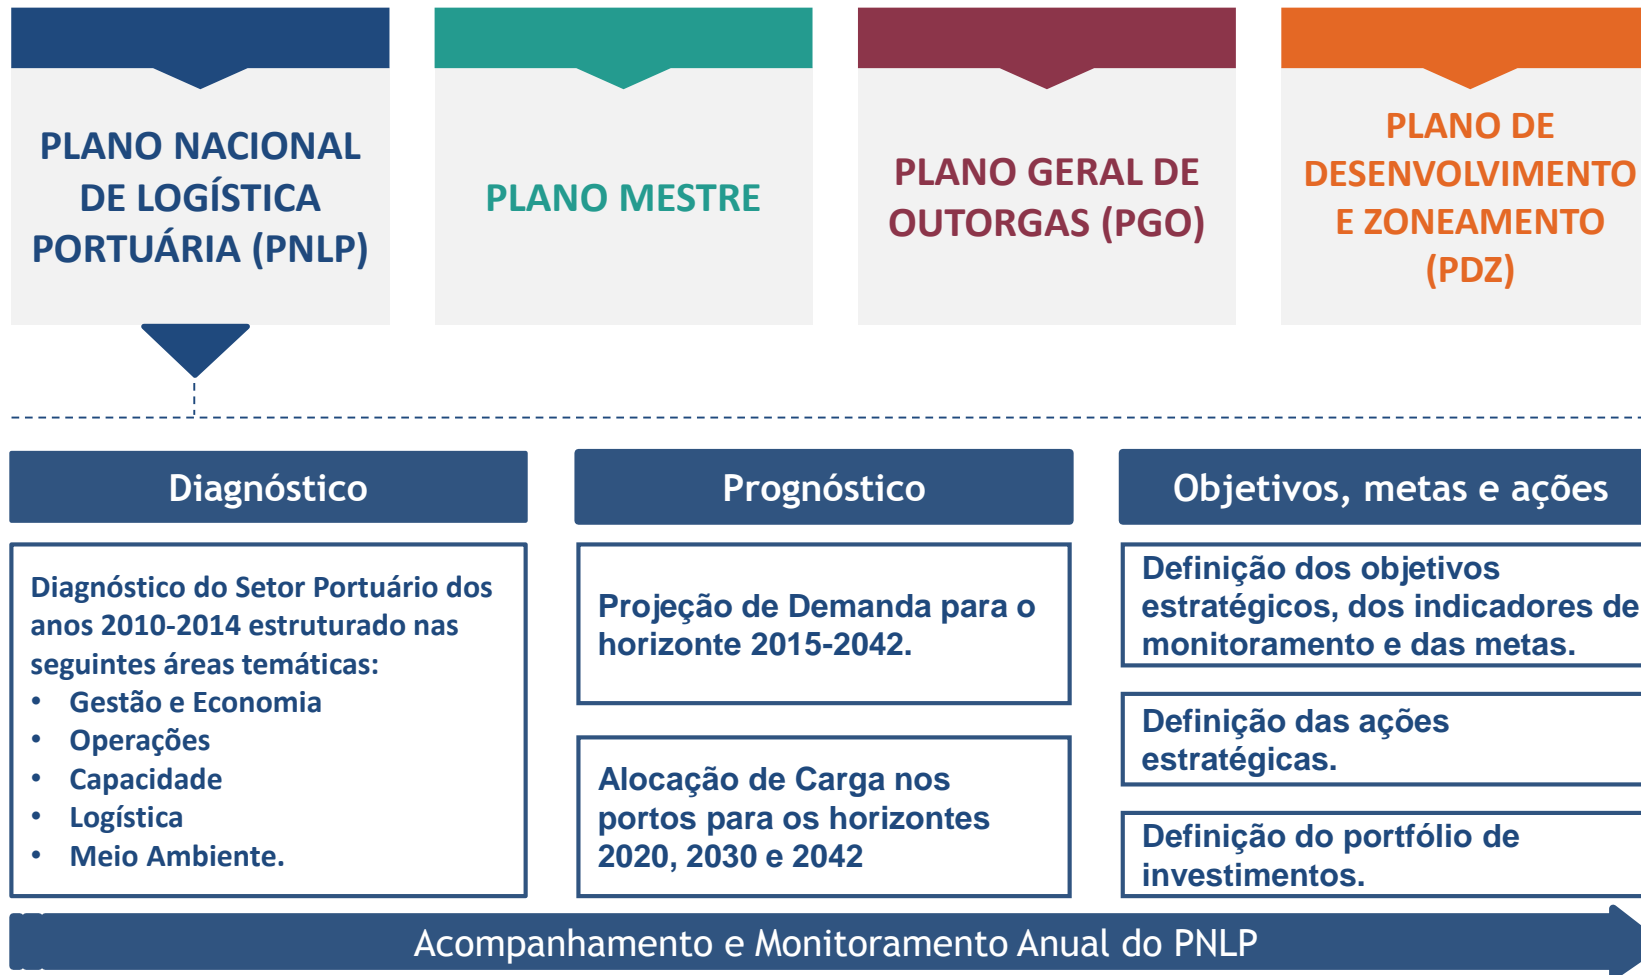 PLANO NACIONAL
DE LOGÍSTICA
PORTUÁRIA (PNLP)
PLANO MESTRE
PLANO GERAL DE
OUTORGAS (PGO)
PLANO DE
DESENVOLVIMENTO
E ZONEAMENTO
(PDZ)
Diagnóstico
Diagnóstico do Setor Portuário dos
anos 2010-2014 estruturado nas
seguintes áreas temáticas:
• Gestão e Economia
• Operações
• Capacidade
• Logística
• Meio Ambiente.
Prognóstico
Projeção de Demanda para o
horizonte 2015-2042.
Alocação de Carga nos
portos para os horizontes
2020, 2030 e 2042
Objetivos, metas e ações
Definição dos objetivos
estratégicos, dos indicadores de
monitoramento e das metas.
Definição das ações
estratégicas.
Definição do portfólio de
investimentos.
Acompanhamento e Monitoramento Anual do PNLP